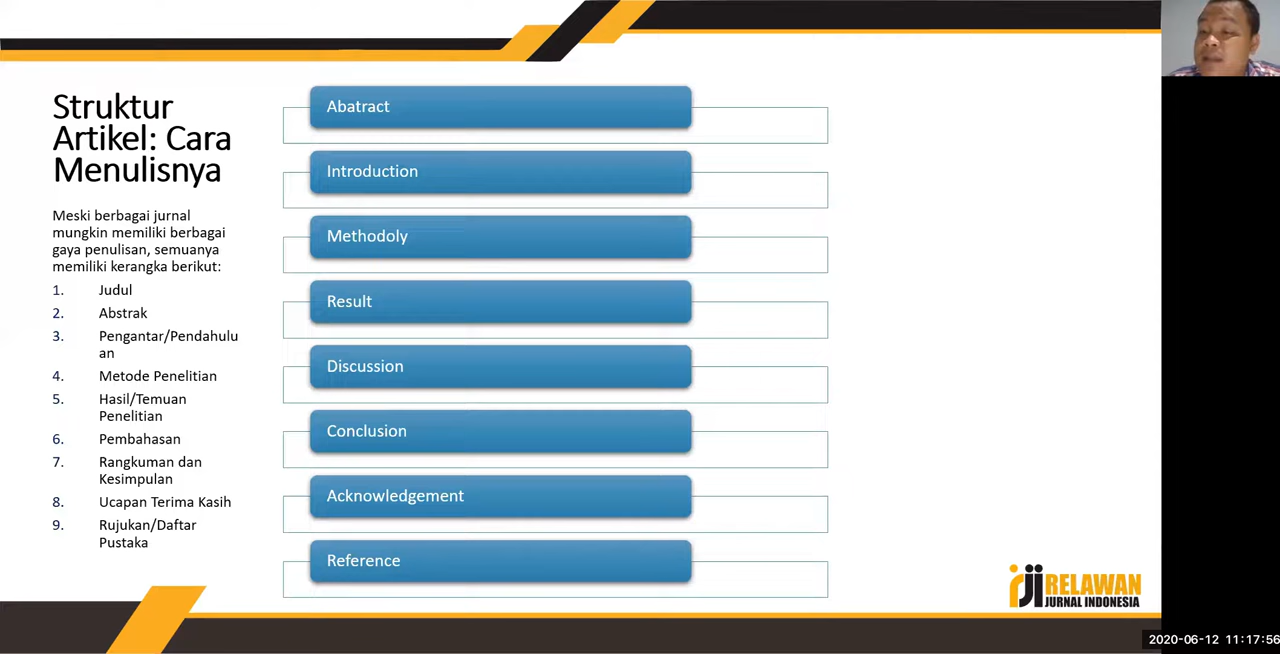 Struktur
Artikel: Cara
Menulisnya
Meski berbagai jurnal
mungkin memiliki berbagai
gaya penulisan, semuanya
memiliki kerangka berikut:
1. Judul
2. Abstrak
3. Pengantar/Pendahulu
an
4. Metode Penelitian
5. Hasil/Temuan
Penelitian
6. Pembahasan
7. Rangkuman dan
Kesimpulan
8. Ucapan Terima Kasih
9. Rujukan/Daftar
Pustaka
Abatract
Introduction
Methodoly
Result
Discussion
Conclusion
Acknowledgement
Reference
rji RELAWAN
JURNAL INDONESIA
2020-06-12 11:17:56